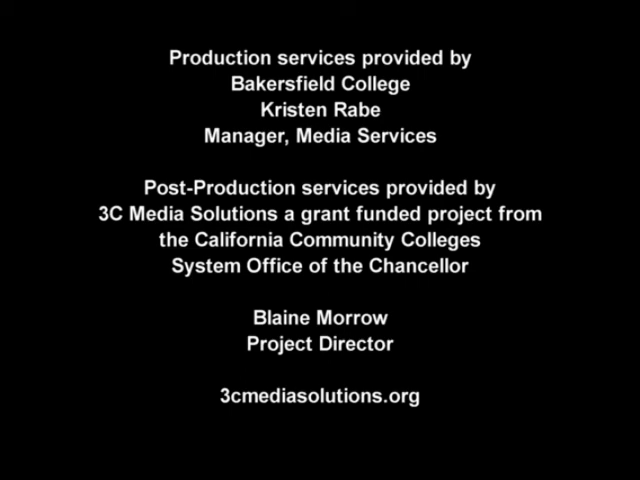 Production services provided by
Bakersfield College
Kristen Rabe
Manager, Media Services
Post-Production services provided by
3C Media Solutions a grant funded project from
the California Community Colleges
System Office of the Chancellor
Blaine Morrow
Project Director
3cmediasolutions.org